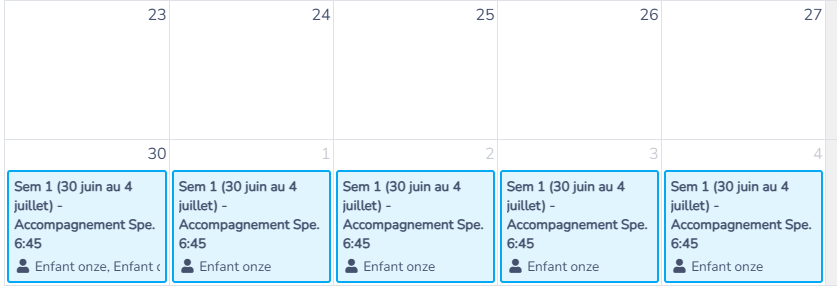 23 24 25 26 27
30 1 2 3 4
Sem 1 (30 juin au 4
juillet) -
Accompagnement Spe.
6:45
Enfant onze, Enfant
Sem 1 (30 juin au 4
juillet) -
Accompagnement Spe.
6:45
Enfant onze
Sem 1 (30 juin au 4
juillet) -
Accompagnement Spe.
6:45
Enfant onze
Sem 1 (30 juin au 4
juillet) -
Accompagnement Spe.
6:45
Enfant onze
Sem 1 (30 juin au 4
juillet) -
Accompagnement Spe.
6:45
Enfant onze